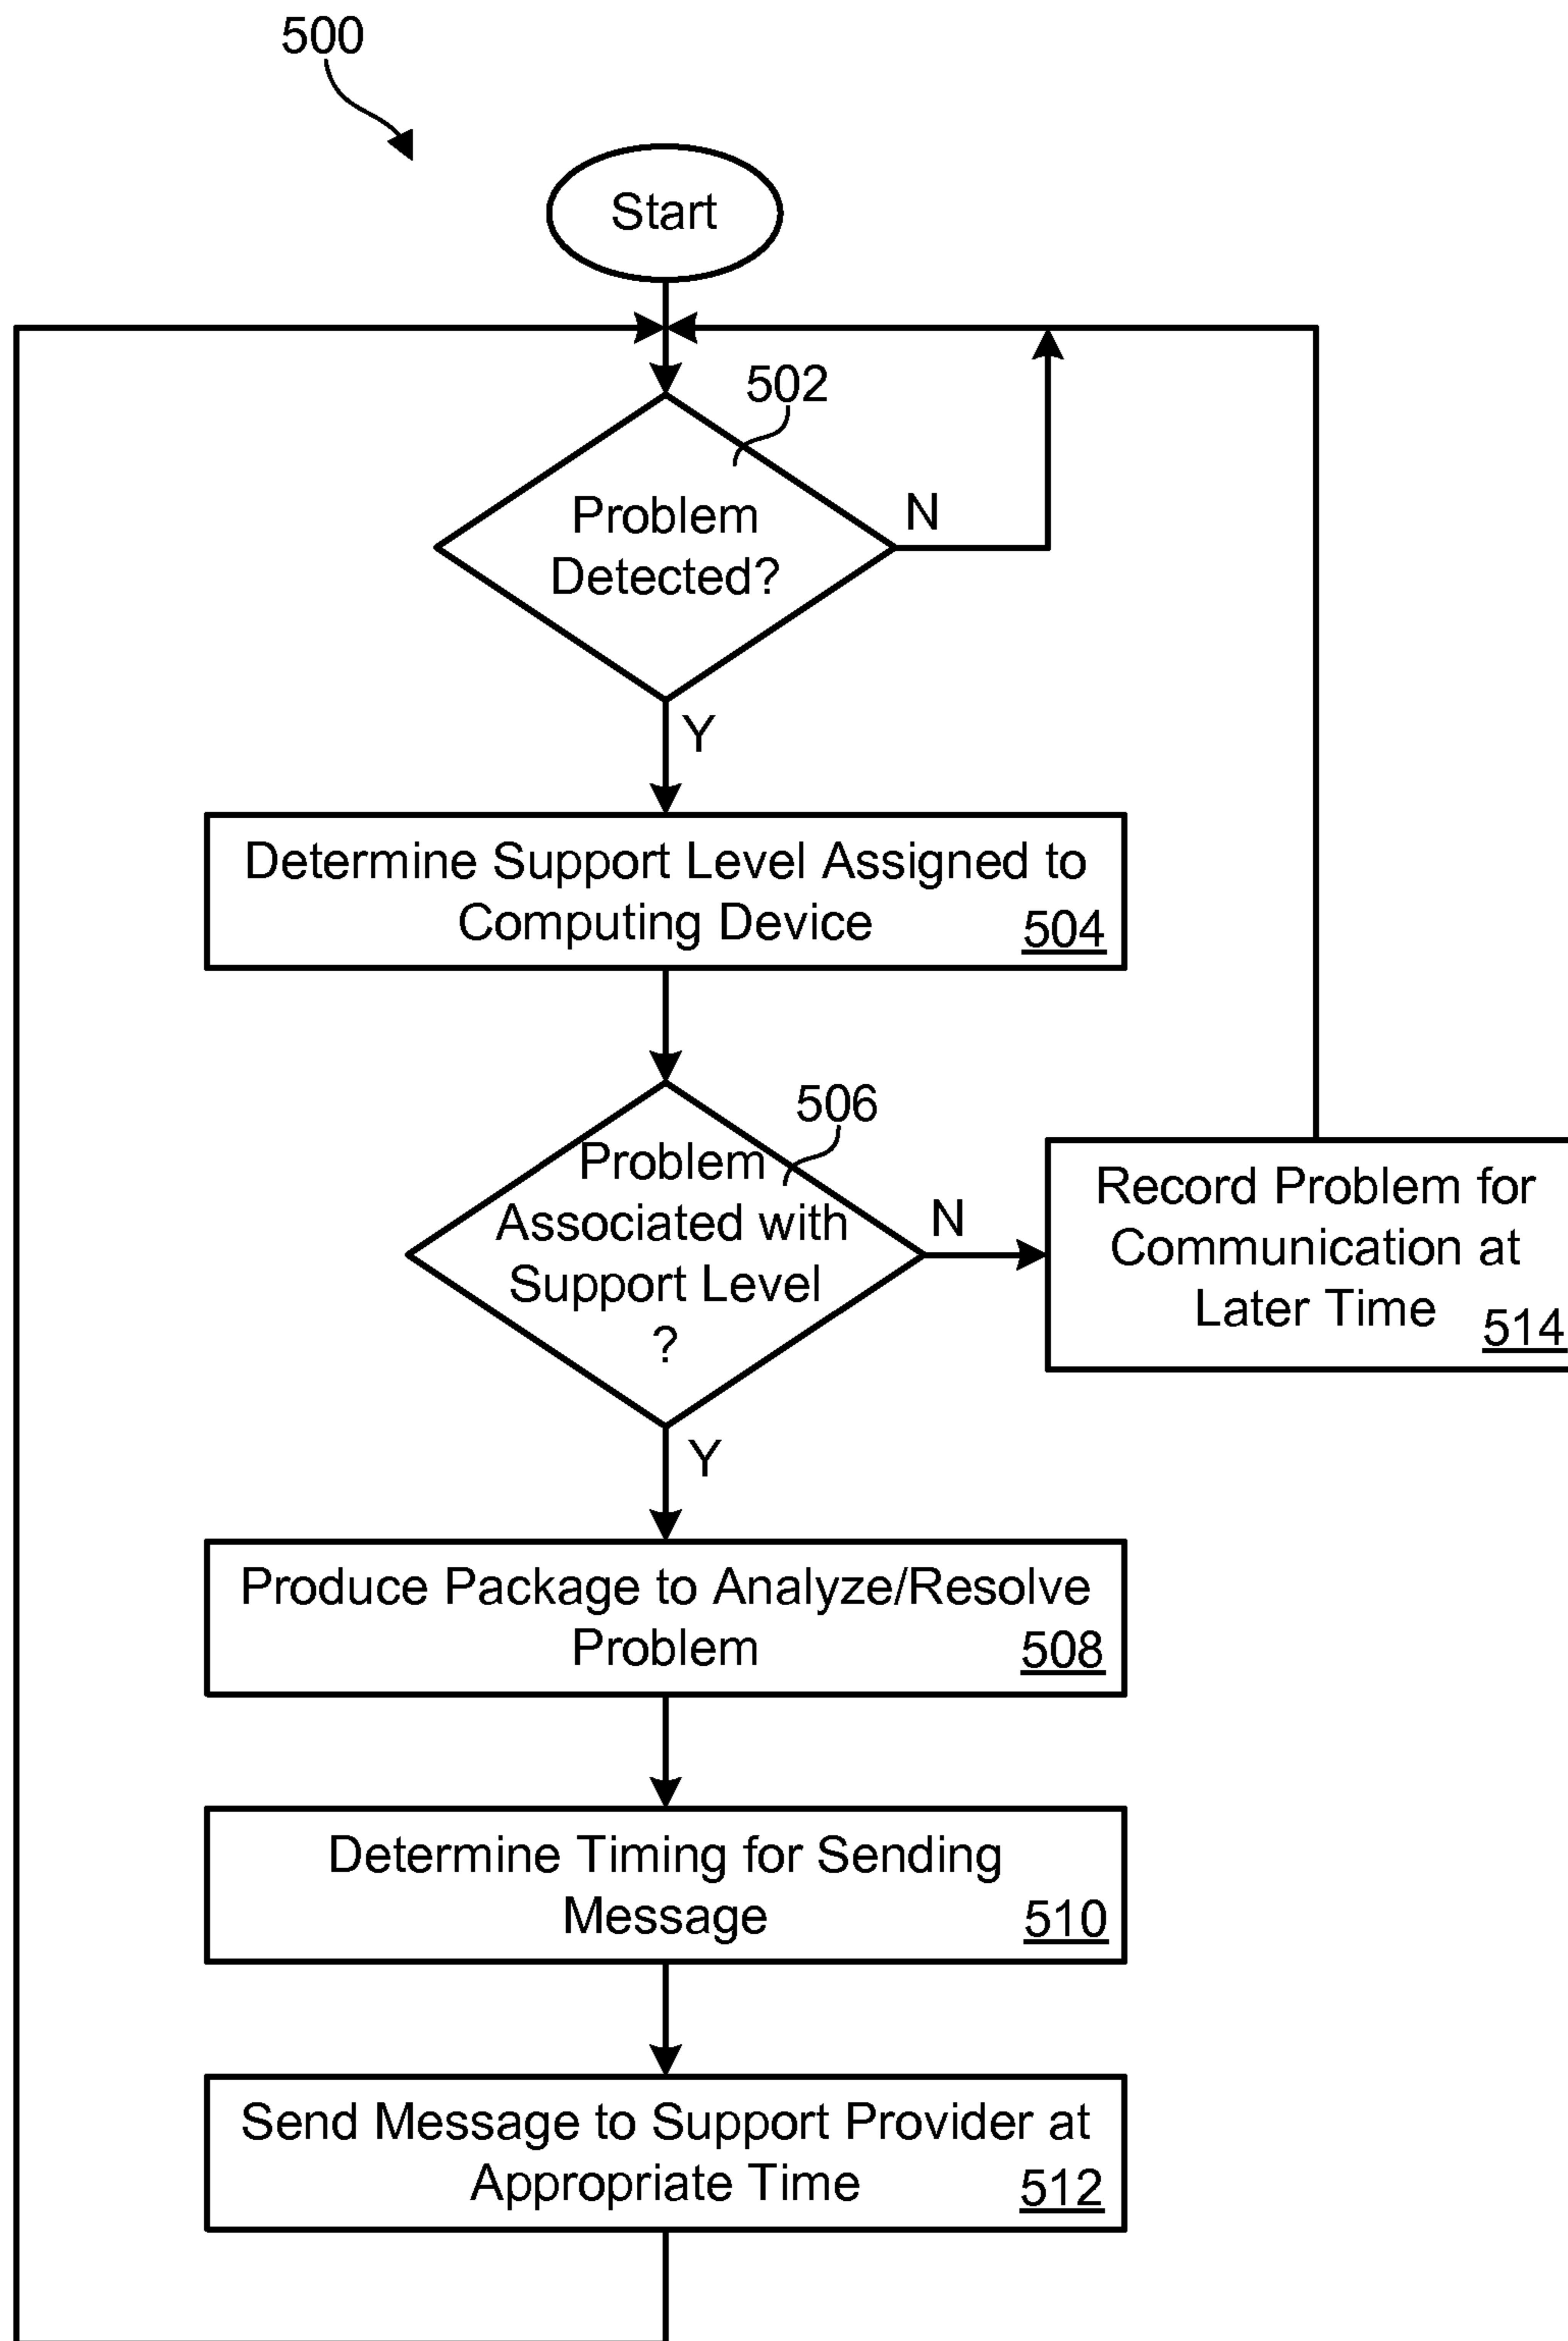 500
Start
502
Problem
Detected?
N
Y
Determine Support Level Assigned to
Computing Device
504
506
Problem
Associated with
Support Level
?
N
Record Problem for
Communication at
Later Time
514
Y
Produce Package to Analyze/Resolve
Problem
508
Determine Timing for Sending
Message
510
Send Message to Support Provider at
Appropriate Time
512